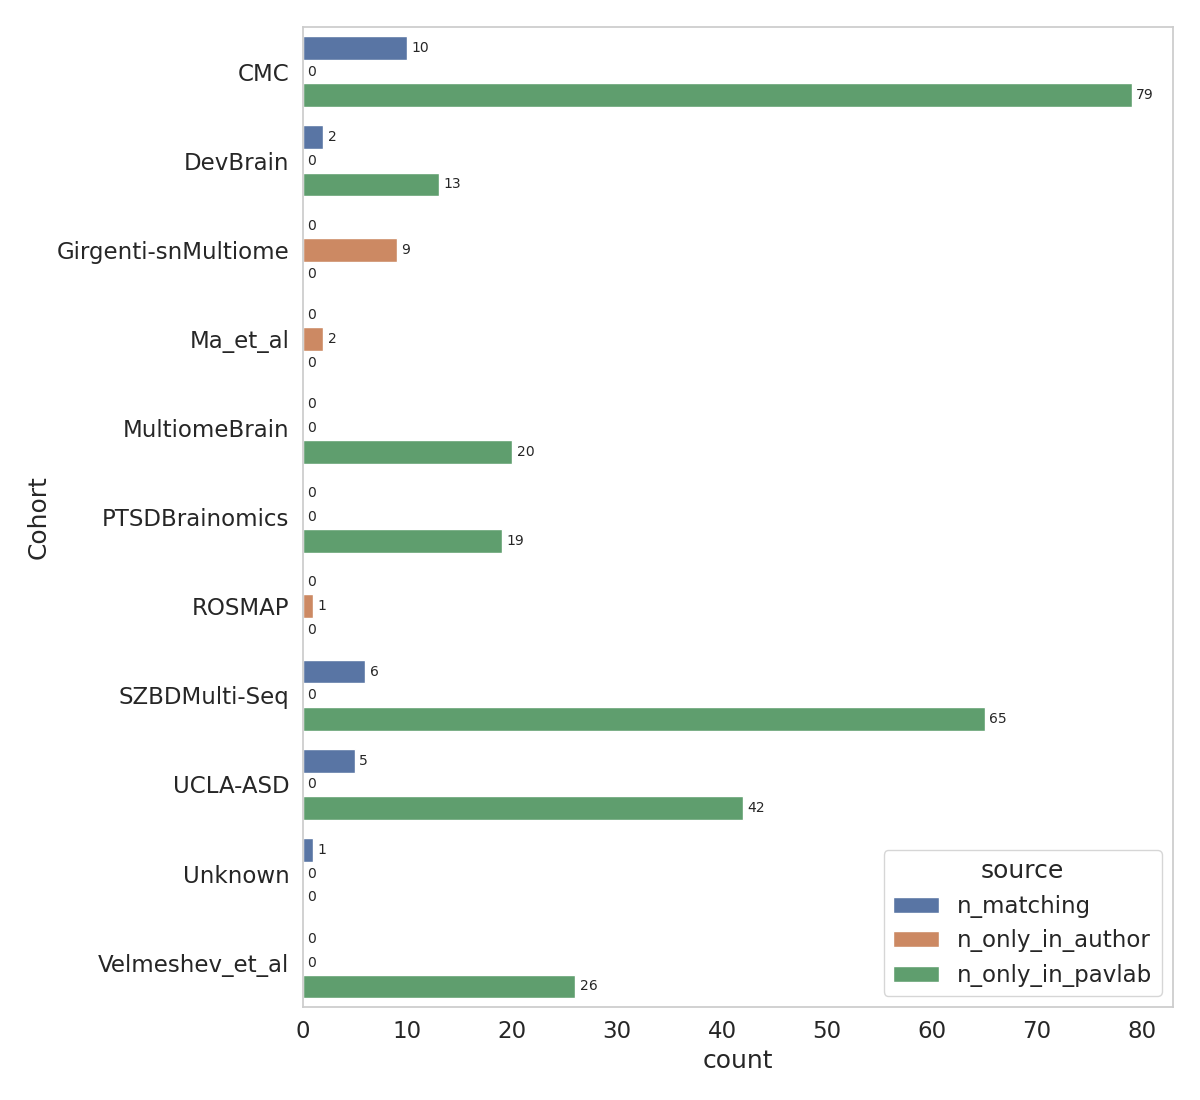 CMC
10
0
79
DevBrain
2
0
13
Girgenti-snMultiome
0
9
0
Ma_et_al
0
2
0
MultiomeBrain
0
0
20
PTSDBrainomics
0
0
19
ROSMAP
0
1
0
SZBDMulti-Seq
6
0
65
UCLA-ASD
5
0
42
Unknown
1
0
0
Velmeshev_et_al
0
0
26
Cohort
source
n_matching
n_only_in_author
n_only_in_pavlab
0 10 20 30 40 50 60 70 80
count